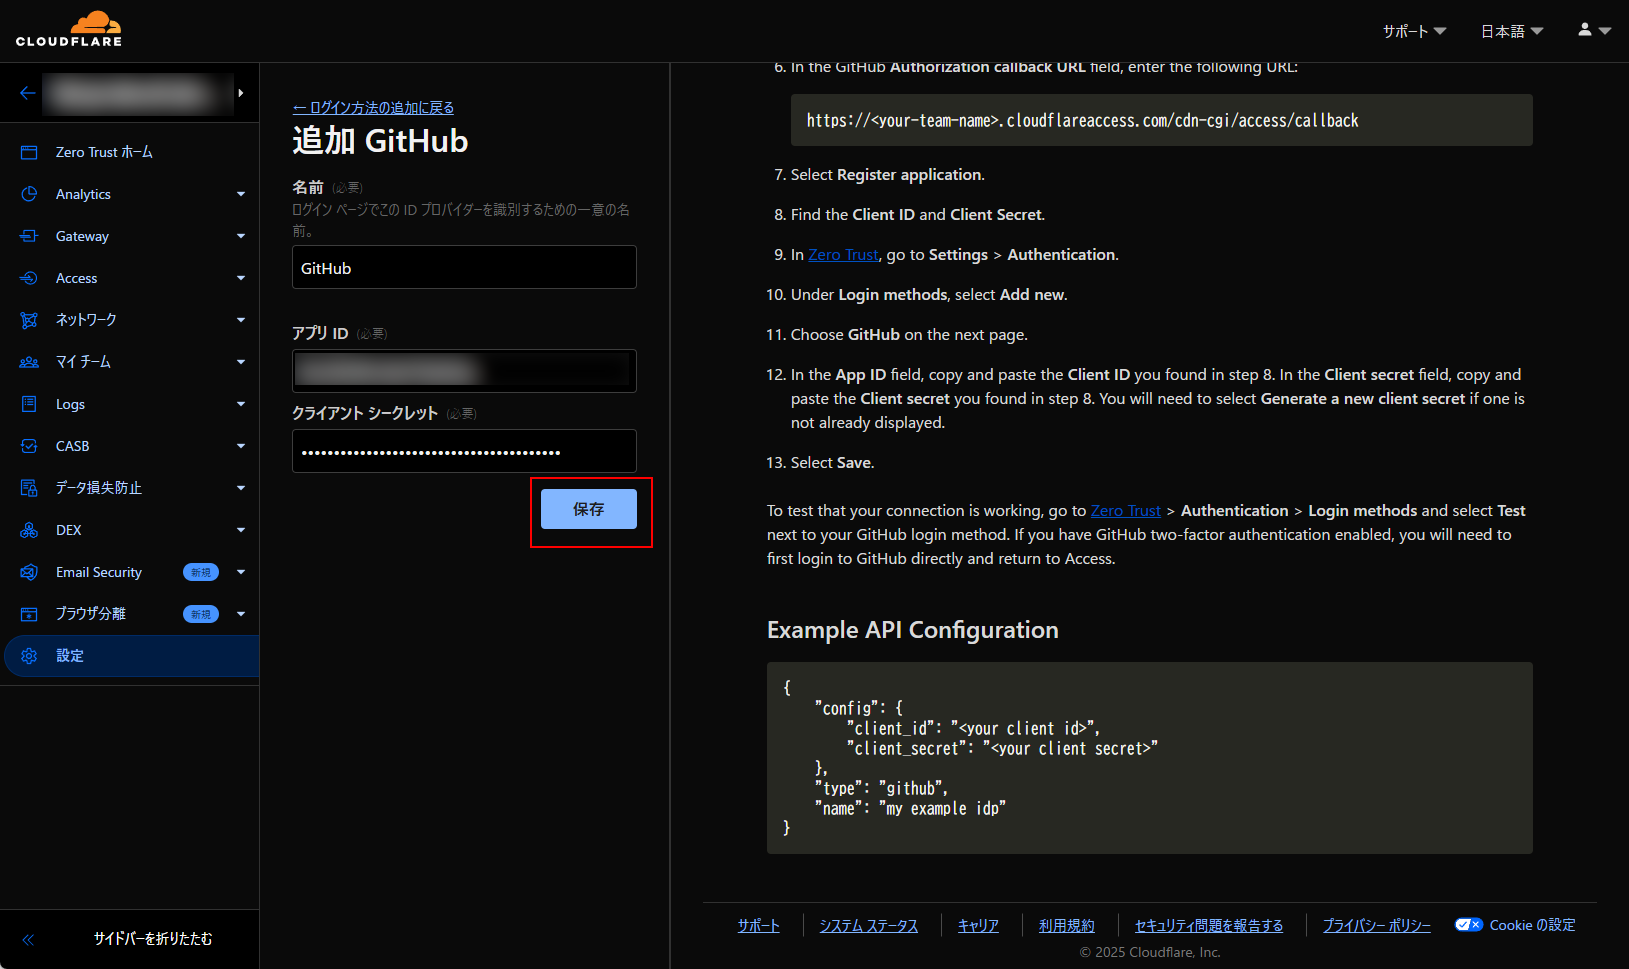 CLOUDFLARE
サポート
日本語
Zero Trust ホーム
Analytics
Gateway
Access
ネットワーク
マイ チーム
Logs
CASB
データ損失防止
DEX
Email Security 新規
ブラウザ分離 新規
設定
サイドバーを折りたたむ
← ログイン方法の追加に戻る
追加 GitHub
名前 (必要)
ログイン ページでこの ID プロバイダーを識別するための一意の名
前。
GitHub
アプリ ID (必要)
クライアント シークレット (必要)
••••••••••••••••••••••••••••••••••••••••
保存
6. In the GitHub Authorization callback URL field, enter the following URL:
https://<your-team-name>.cloudflareaccess.com/cdn-cgi/access/callback
7. Select Register application.
8. Find the Client ID and Client Secret.
9. In Zero Trust, go to Settings > Authentication.
10. Under Login methods, select Add new.
11. Choose GitHub on the next page.
12. In the App ID field, copy and paste the Client ID you found in step 8. In the Client secret field, copy and
paste the Client secret you found in step 8. You will need to select Generate a new client secret if one is
not already displayed.
13. Select Save.
To test that your connection is working, go to Zero Trust > Authentication > Login methods and select Test
next to your GitHub login method. If you have GitHub two-factor authentication enabled, you will need to
first login to GitHub directly and return to Access.
Example API Configuration
{
"config": {
"client_id": "<your client id>",
"client_secret": "<your client secret>"
},
"type": "github",
"name": "my example idp"
}
サポート
システム ステータス
キャリア
利用規約
セキュリティ問題を報告する
プライバシー ポリシー
Cookie の設定
© 2025 Cloudflare, Inc.